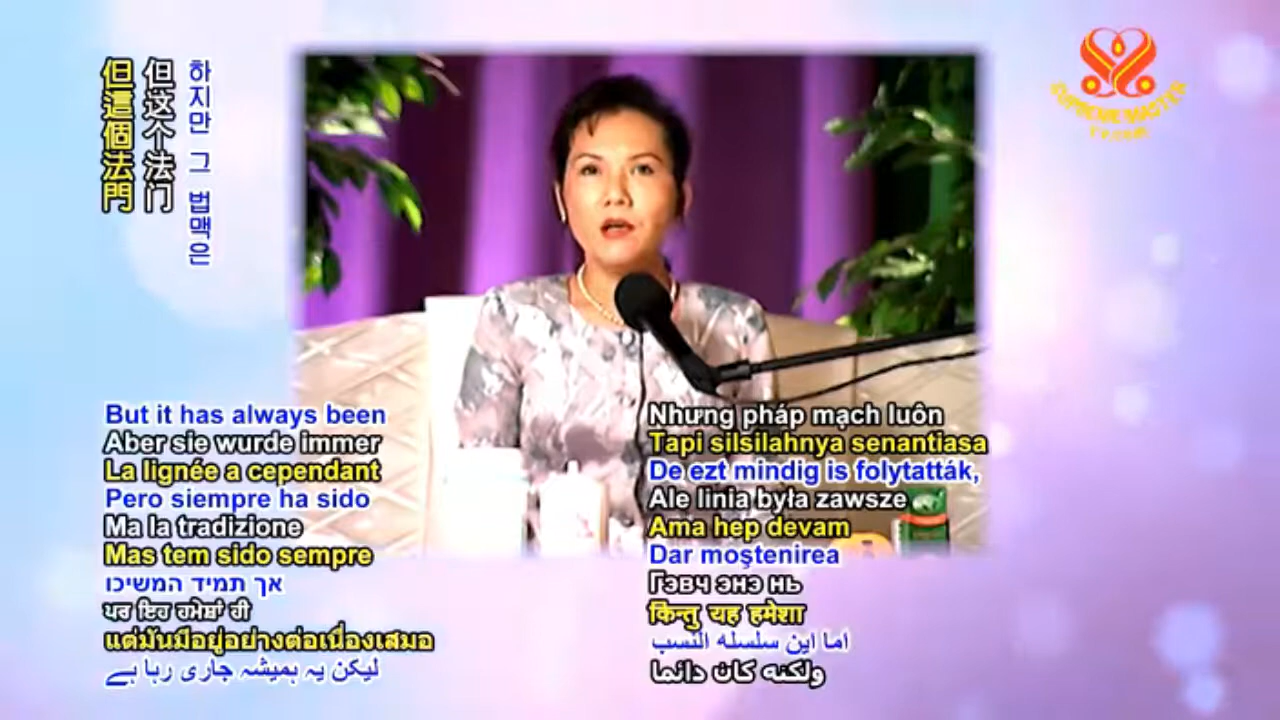 但這個法門
但这个法门
하지만 그 법맥은
SUPREME MASTER
TV.COM
But it has always been
Aber sie wurde immer
La lignée a cependant
Pero siempre ha sido
Ma la tradizione
Mas tem sido sempre
אך תמיד המשיכו
ਪਰ ਇਹ ਹਮੇਸ਼ਾਂ ਹੀ
แต่มันมีอยู่อย่างต่อเนื่องเสมอ
لیکن یہ ہمیشہ جاری رہا ہے
Nhưng pháp mạch luôn
Tapi silsilahnya senantiasa
De ezt mindig is folytatták,
Ale linia była zawsze
Ama hep devam
Dar moştenirea
Гэвч энэ нь
किन्तु यह हमेशा
اما این سلسله النسب
ولكنه كان دائما